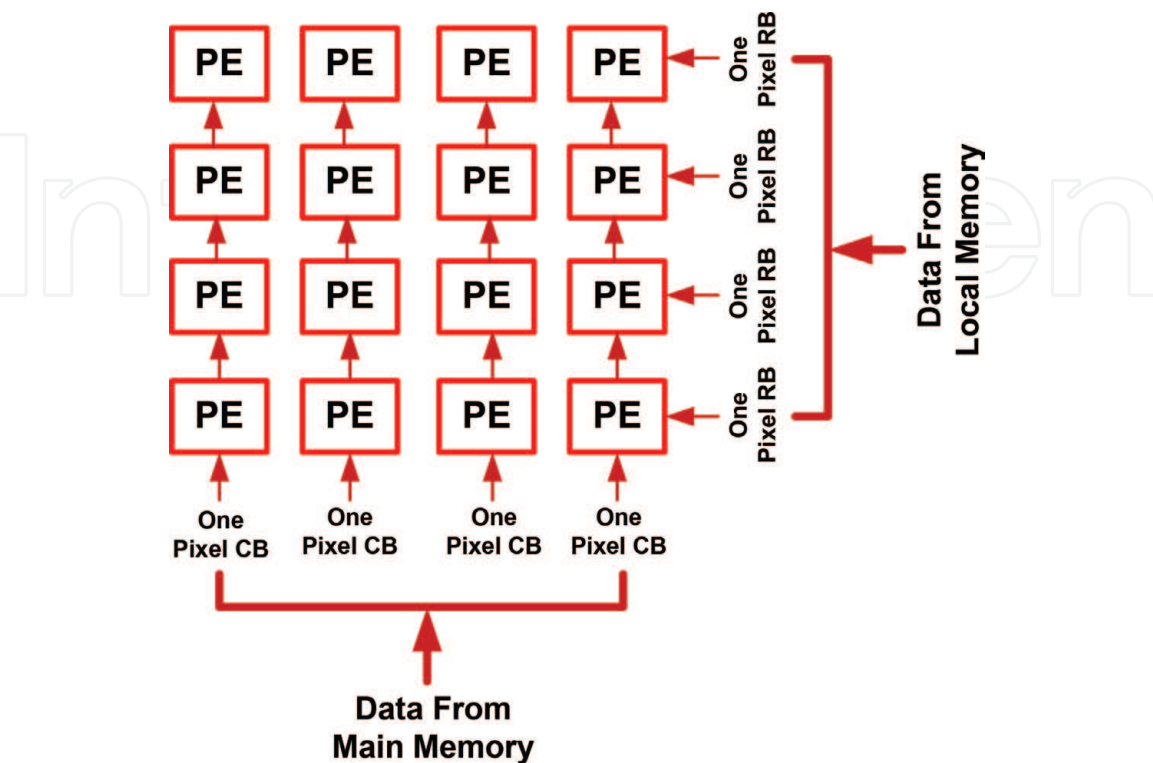 PE PE PE PE
One
Pixel RB
PE PE PE PE
One
Pixel RB
PE PE PE PE
One
Pixel RB
PE PE PE PE
One
Pixel RB
Data From
Local Memory
One
Pixel CB
One
Pixel CB
One
Pixel CB
One
Pixel CB
Data From
Main Memory